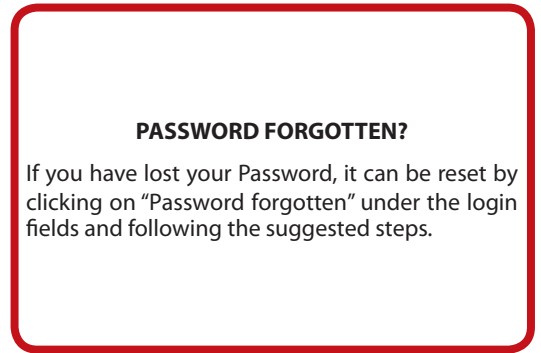 PASSWORD FORGOTTEN?
If you have lost your Password, it can be reset by
clicking on “Password forgotten” under the login
fields and following the suggested steps.